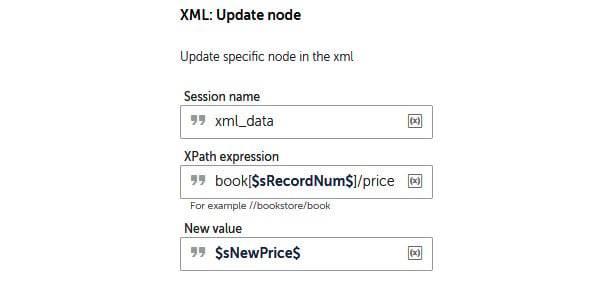 XML: Update node
Update specific node in the xml
Session name
xml_data (x)
XPath expression
book[$sRecordNum$]/price (x)
For example //bookstore/book
New value
$sNewPrice$ (x)